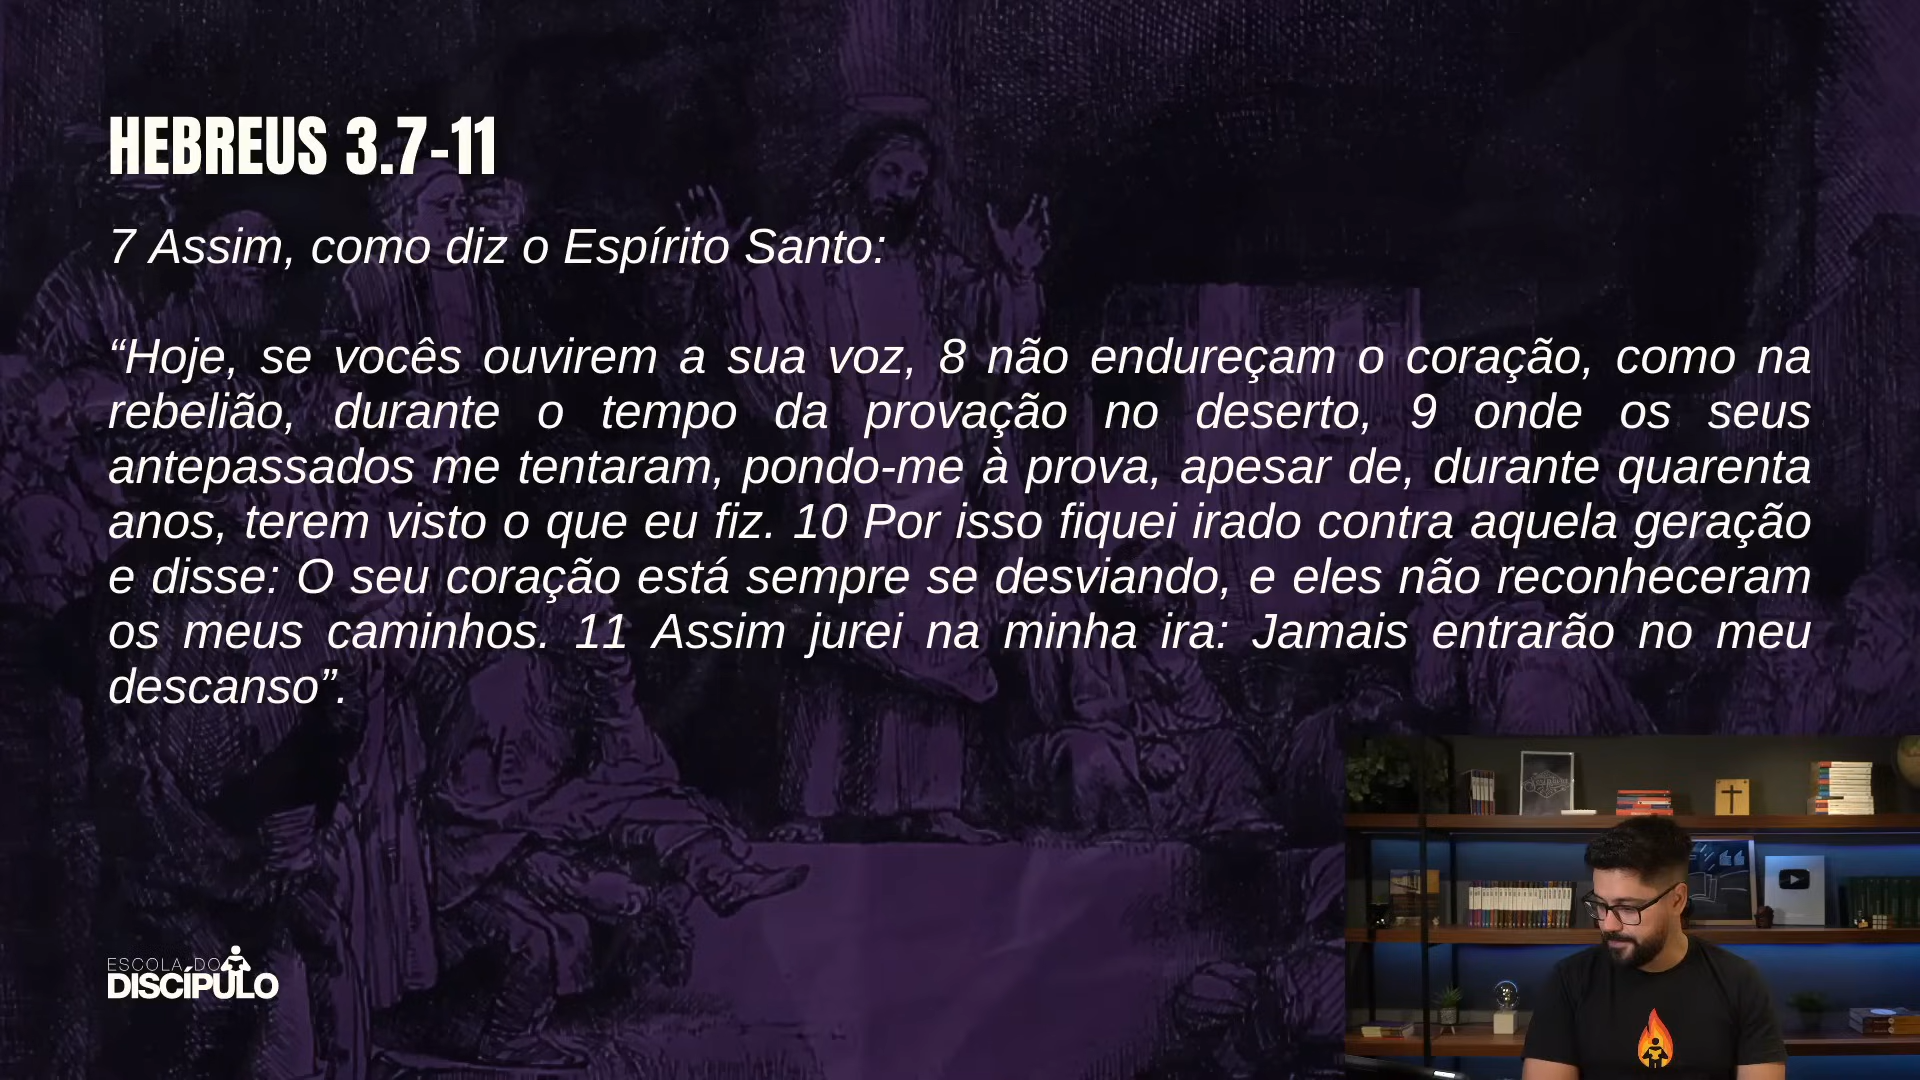 HEBREUS 3.7-11
7 Assim, como diz o Espírito Santo:
“Hoje, se vocês ouvirem a sua voz, 8 não endureçam o coração, como na
rebelião, durante o tempo da provação no deserto, 9 onde os seus
antepassados me tentaram, pondo-me à prova, apesar de, durante quarenta
anos, terem visto o que eu fiz. 10 Por isso fiquei irado contra aquela geração
e disse: O seu coração está sempre se desviando, e eles não reconheceram
os meus caminhos. 11 Assim jurei na minha ira: Jamais entrarão no meu
descanso”.
ESCOLA DO
DISCÍPULO